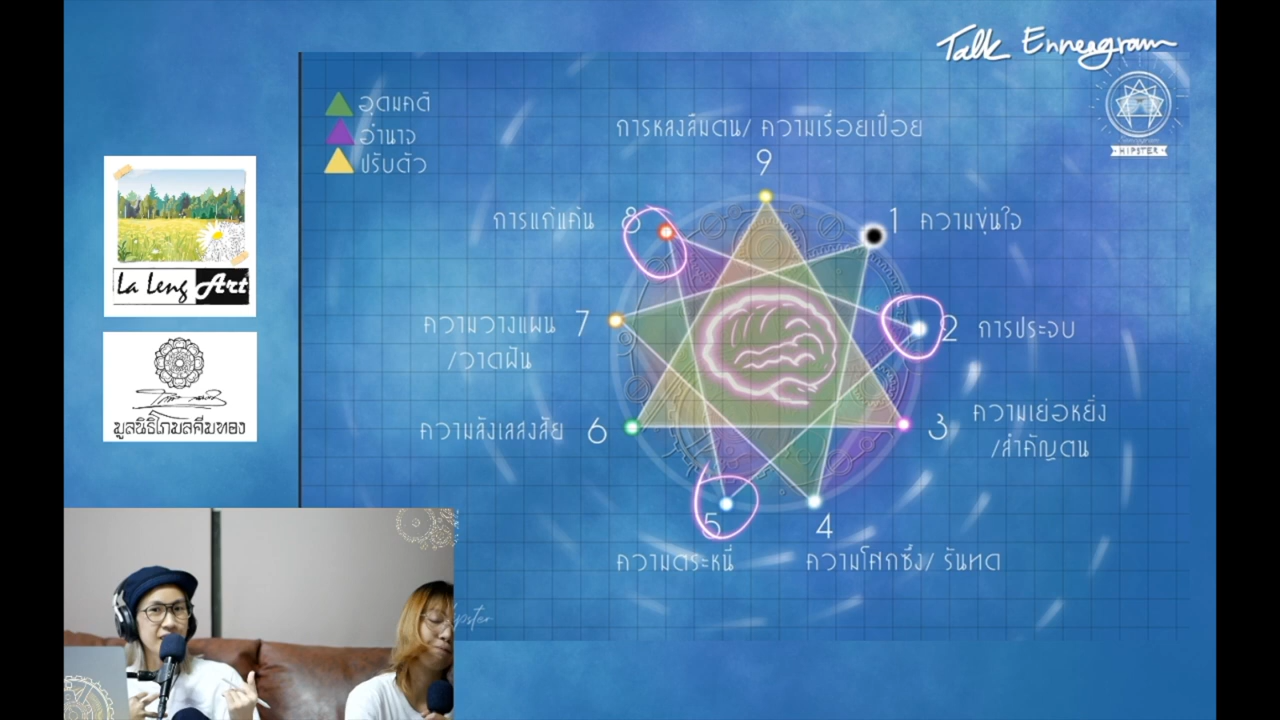 Talk Enneagram
HIPSTER
อุดมคติ
อำนาจ
ปรับตัว
การหลงลืมตน/ ความเรื่อยเปื่อย
9
การแก้แค้น 8
1 ความขุ่นใจ
ความวางแผน 7
/วาดฝัน
2 การประจบ
ความลังเลสงสัย 6
3 ความเย่อหยิ่ง
/สำคัญตน
5
ความตระหนี่
4
ความโศกซึ้ง/ รันทด
La Leng Art
มูลนิธิโกมลคีมทอง